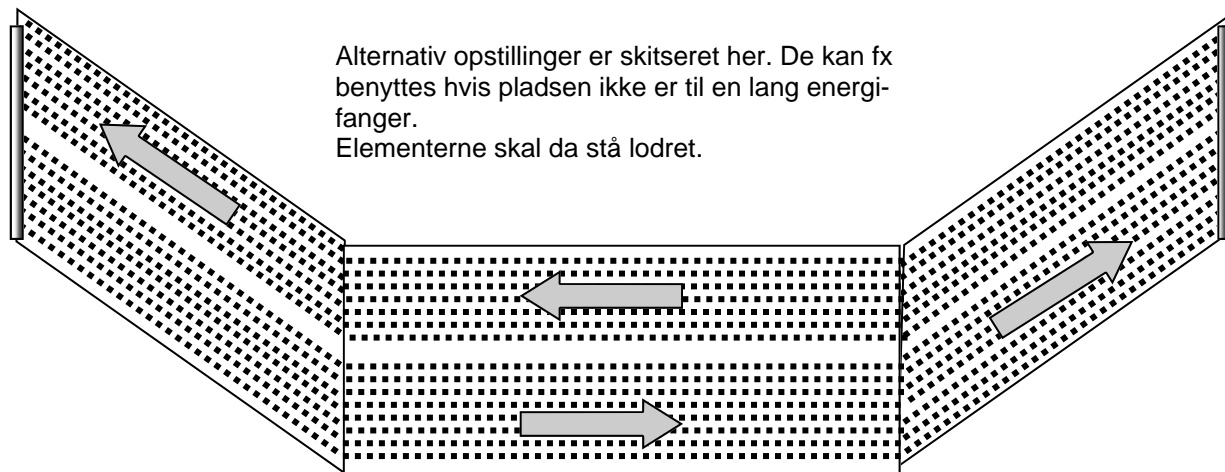 Alternativ opstillinger er skitseret her. De kan fx
benyttes hvis pladsen ikke er til en lang energi-
fanger.
Elementerne skal da stå lodret.